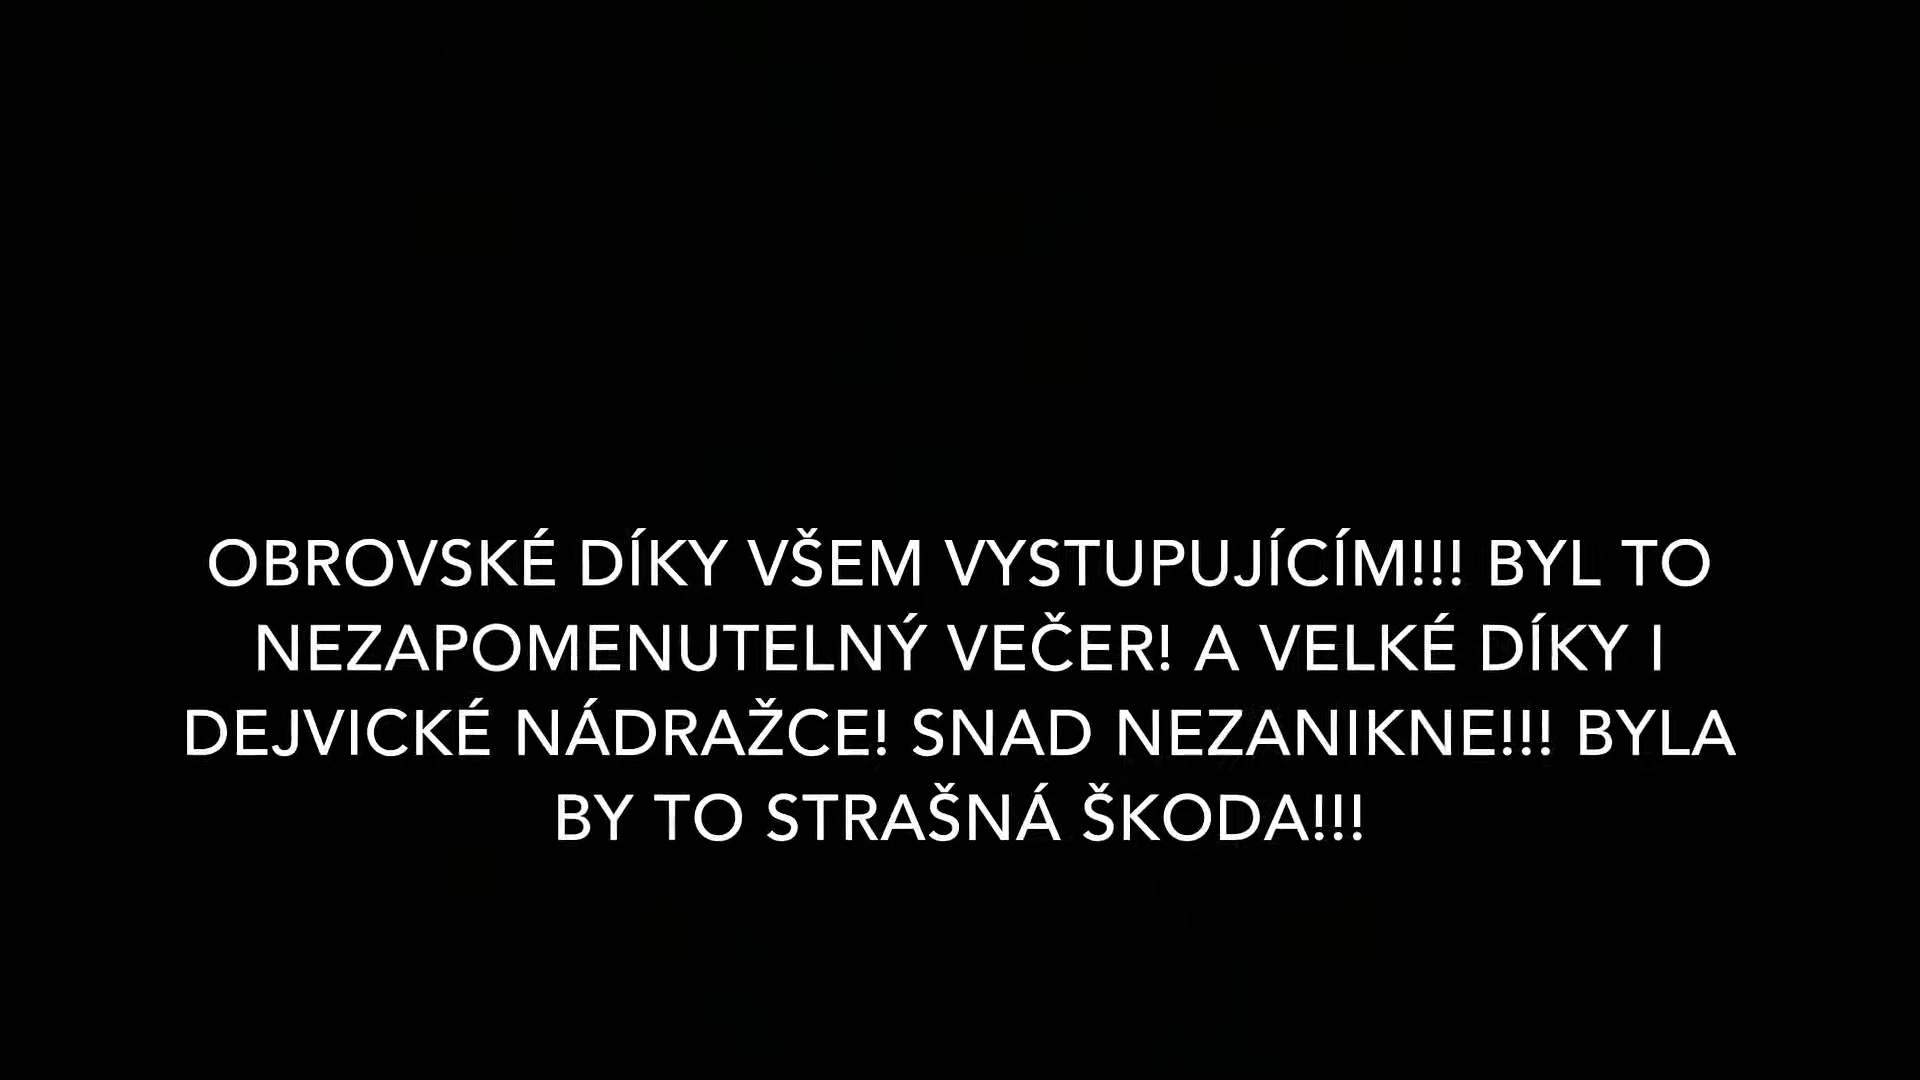 OBROVSKÉ DÍKY VŠEM VYSTUPUJÍCÍM!!! BYL TO
NEZAPOMENUTELNÝ VEČER! A VELKÉ DÍKY I
DEJVICKÉ NÁDRAŽCE! SNAD NEZANIKNE!!! BYLA
BY TO STRAŠNÁ ŠKODA!!!